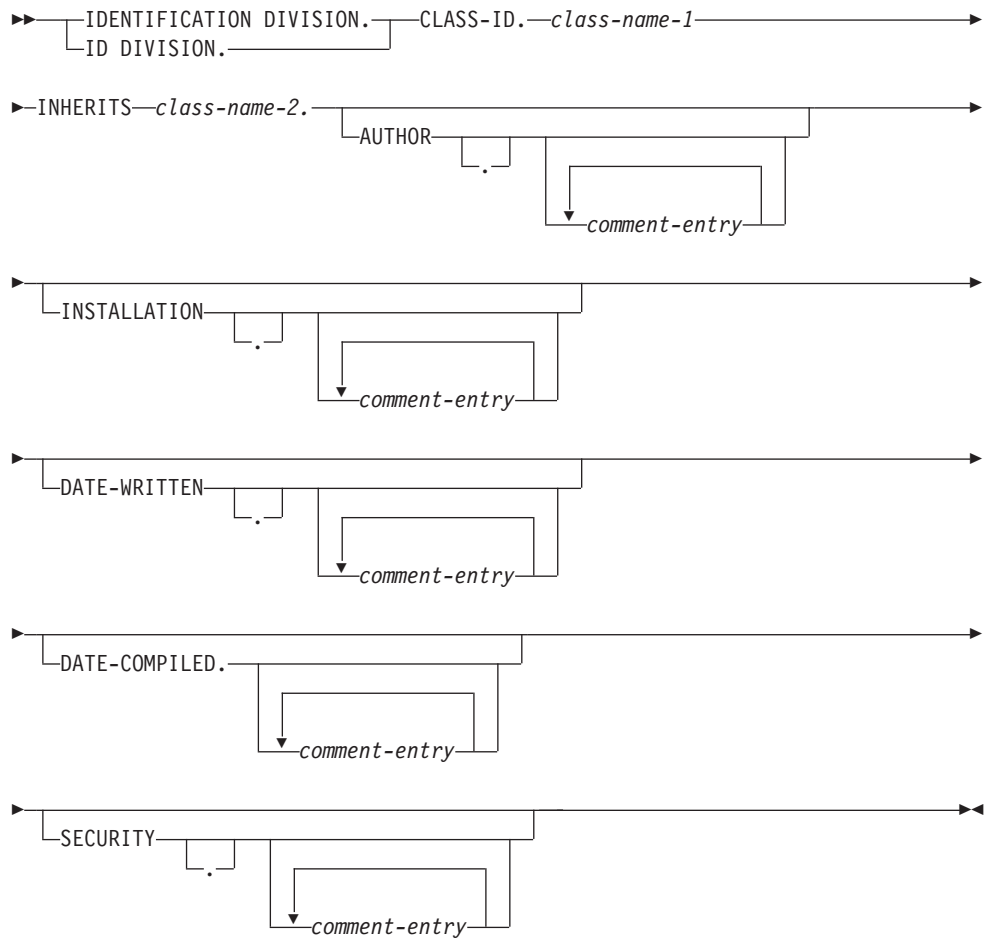 IDENTIFICATION DIVISION. CLASS-ID. class-name-1
ID DIVISION.
INHERITS class-name-2.
AUTHOR
.
comment-entry
INSTALLATION
.
comment-entry
DATE-WRITTEN
.
comment-entry
DATE-COMPILED.
comment-entry
SECURITY
.
comment-entry